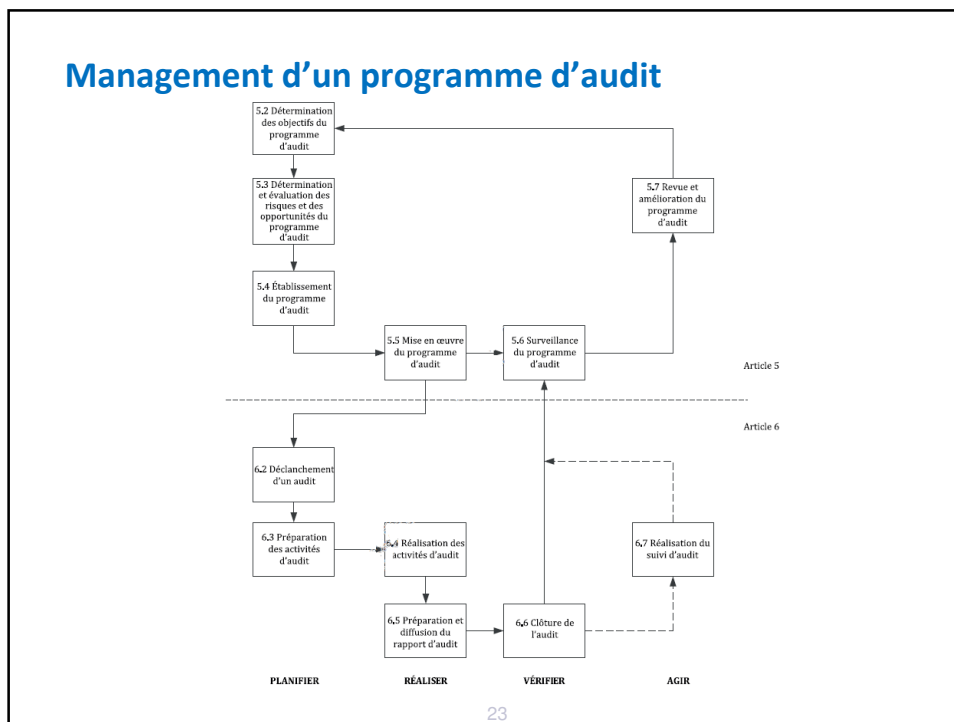 Management d'un programme d'audit
5.2 Détermination
des objectifs du
programme
d'audit
5.3 Détermination
et évaluation des
risques et des
opportunités du
programme
d'audit
5.7 Revue et
amélioration du
programme
d'audit
5.4 Établissement
du programme
d'audit
5.5 Mise en œuvre
du programme
d'audit
5.6 Surveillance
du programme
d'audit
Article 5
Article 6
6.2 Déclanchement
d'un audit
6.3 Préparation
des activités
d'audit
6.4 Réalisation des
activités d'audit
6.7 Réalisation du
suivi d'audit
6.5 Préparation et
diffusion du
rapport d'audit
6.6 Clôture de
l'audit
PLANIFIER
RÉALISER
VÉRIFIER
AGIR
23